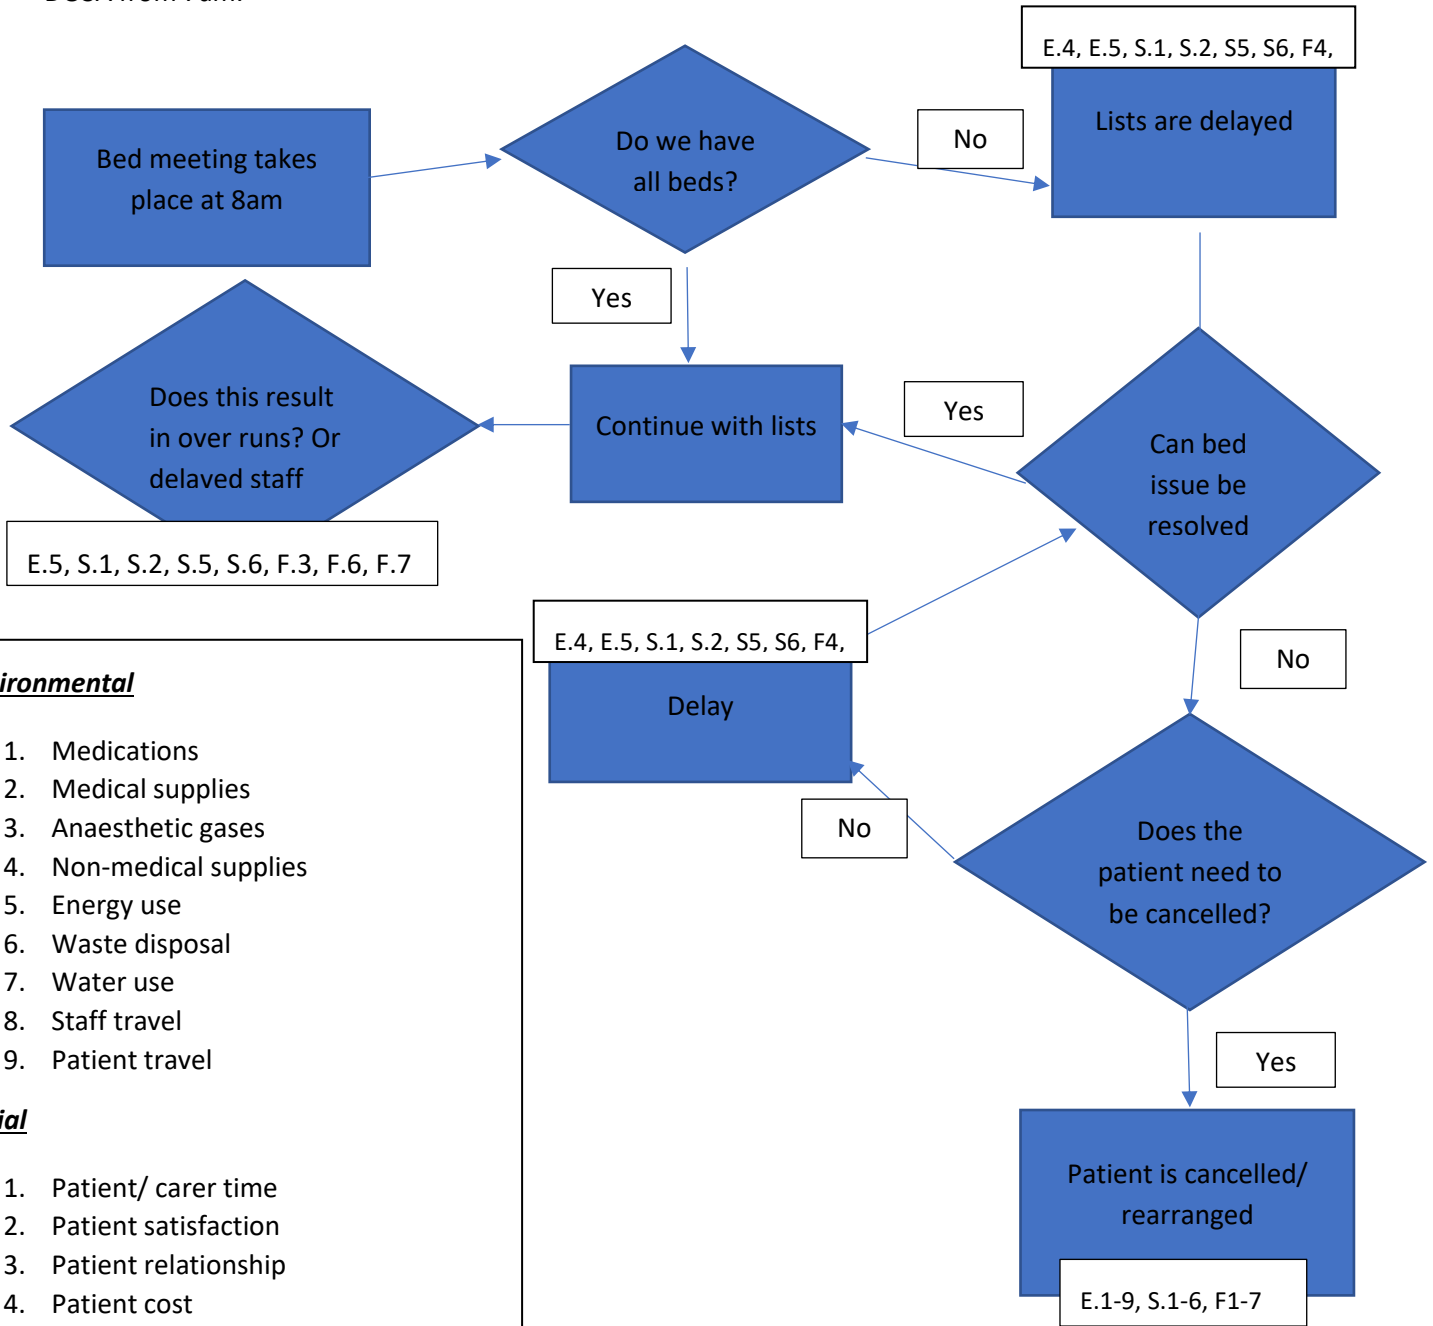 E.4, E.5, S.1, S.2, S5, S6, F4,
Lists are delayed
No
Do we have
all beds?
Bed meeting takes
place at 8am
Yes
Does this result
in over runs? Or
delayed staff
E.5, S.1, S.2, S.5, S.6, F.3, F.6, F.7
Continue with lists
Yes
Can bed
issue be
resolved
No
E.4, E.5, S.1, S.2, S5, S6, F4,
Delay
No
Does the
patient need to
be cancelled?
Yes
Patient is cancelled/
rearranged
E.1-9, S.1-6, F1-7
ironmental
1. Medications
2. Medical supplies
3. Anaesthetic gases
4. Non-medical supplies
5. Energy use
6. Waste disposal
7. Water use
8. Staff travel
9. Patient travel
ial
1. Patient/ carer time
2. Patient satisfaction
3. Patient relationship
4. Patient cost